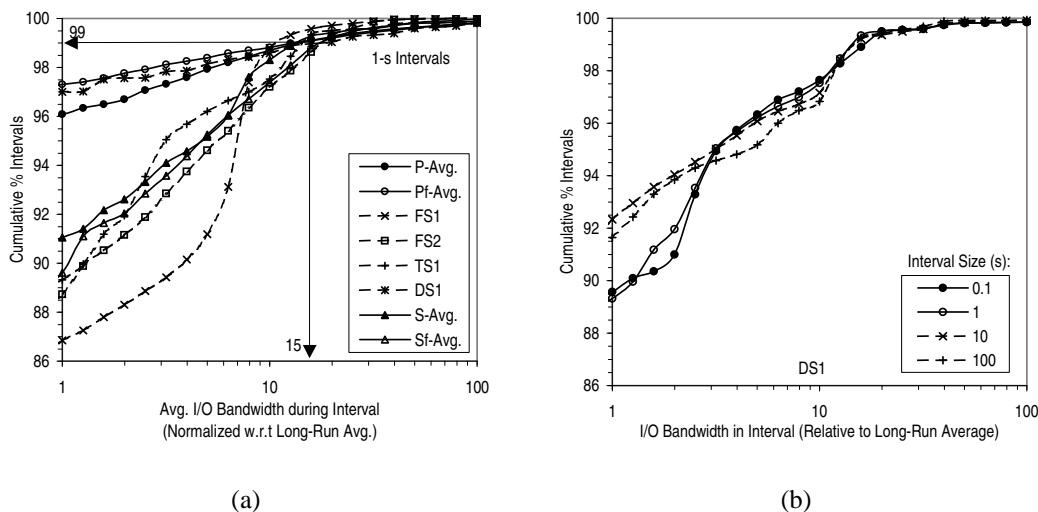 100
99
98
96
94
92
90
88
86
Cumulative % Intervals
99
1-s Intervals
15
P-Avg.
Pf-Avg.
FS1
FS2
TS1
DS1
S-Avg.
Sf-Avg.
1 10 100
Avg. I/O Bandwidth during Interval
(Normalized w.r.t Long-Run Avg.)
(a)
100
98
96
94
92
90
88
86
Cumulative % Intervals
Interval Size (s):
0.1
1
10
100
DS1
1 10 100
I/O Bandwidth in Interval (Relative to Long-Run Average)
(b)